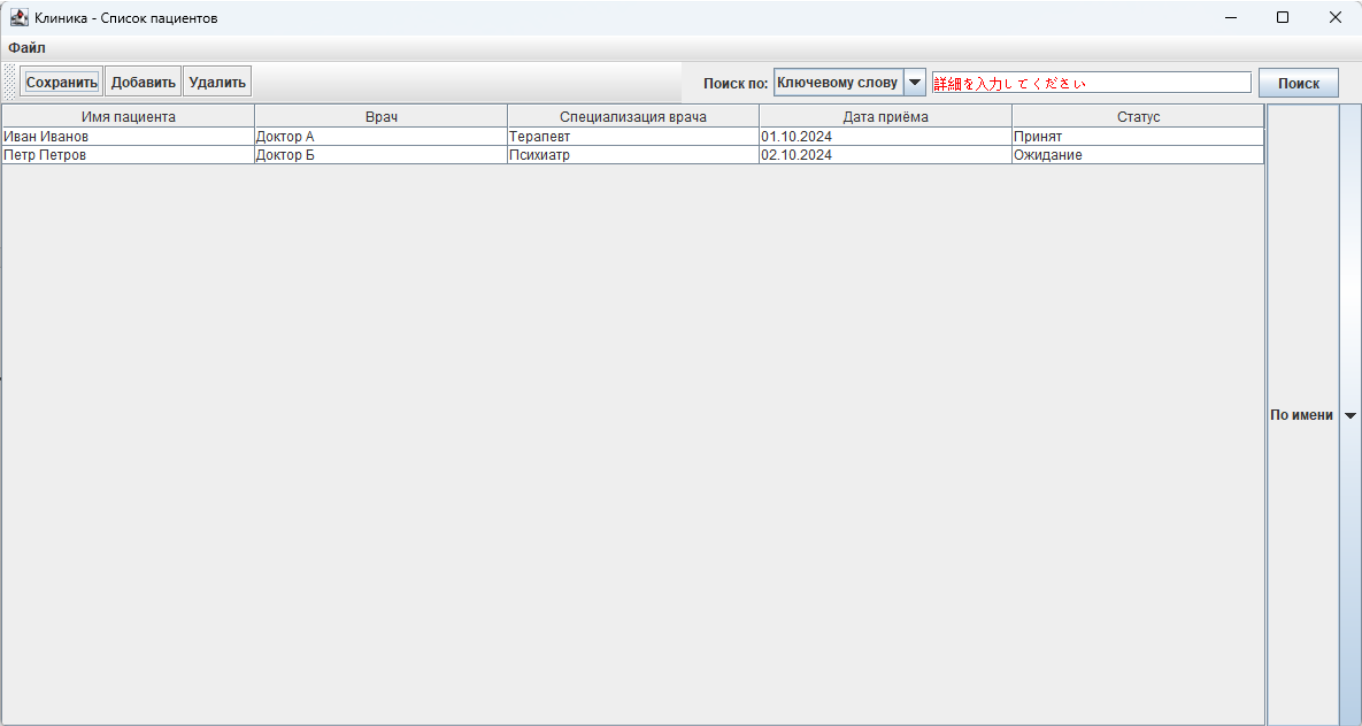 Клиника - Список пациентов
Файл
Сохранить Добавить Удалить Поиск по: Ключевому слову 詳細を入力してください Поиск
Имя пациента Врач Специализация врача Дата приёма Статус
Иван Иванов Доктор А Терапевт 01.10.2024 Принят
Петр Петров Доктор Б Психиатр 02.10.2024 Ожидание
По имени